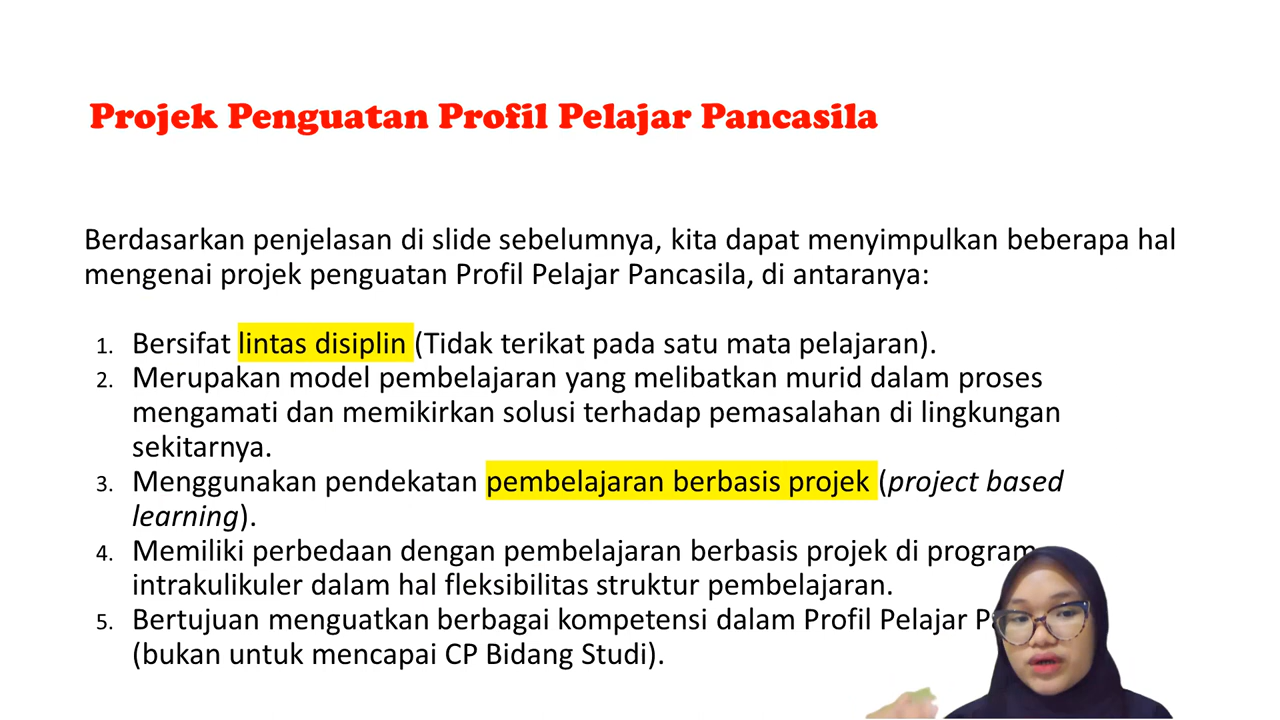 Projek Penguatan Profil Pelajar Pancasila
Berdasarkan penjelasan di slide sebelumnya, kita dapat menyimpulkan beberapa hal
mengenai projek penguatan Profil Pelajar Pancasila, di antaranya:
1. Bersifat lintas disiplin (Tidak terikat pada satu mata pelajaran).
2. Merupakan model pembelajaran yang melibatkan murid dalam proses
mengamati dan memikirkan solusi terhadap pemasalahan di lingkungan
sekitarnya.
3. Menggunakan pendekatan pembelajaran berbasis projek (project based
learning).
4. Memiliki perbedaan dengan pembelajaran berbasis projek di program
intrakulikuler dalam hal fleksibilitas struktur pembelajaran.
5. Bertujuan menguatkan berbagai kompetensi dalam Profil Pelajar
(bukan untuk mencapai CP Bidang Studi).